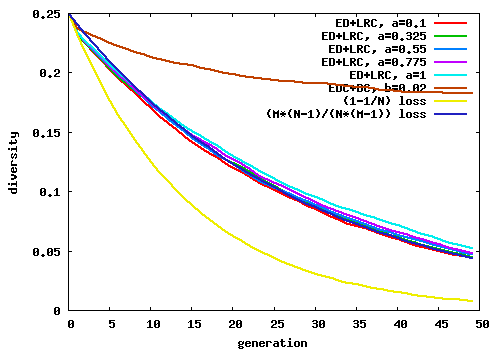 0.25
0.2
0.15
0.1
0.05
0
diversity
ED+LRC, a=0.1
ED+LRC, a=0.325
ED+LRC, a=0.55
ED+LRC, a=0.775
ED+LRC, a=1
EDC+DC, b=0.02
(1-1/N) loss
(M*(N-1)/(N*(M-1)) loss
0 5 10 15 20 25 30 35 40 45 50
generation